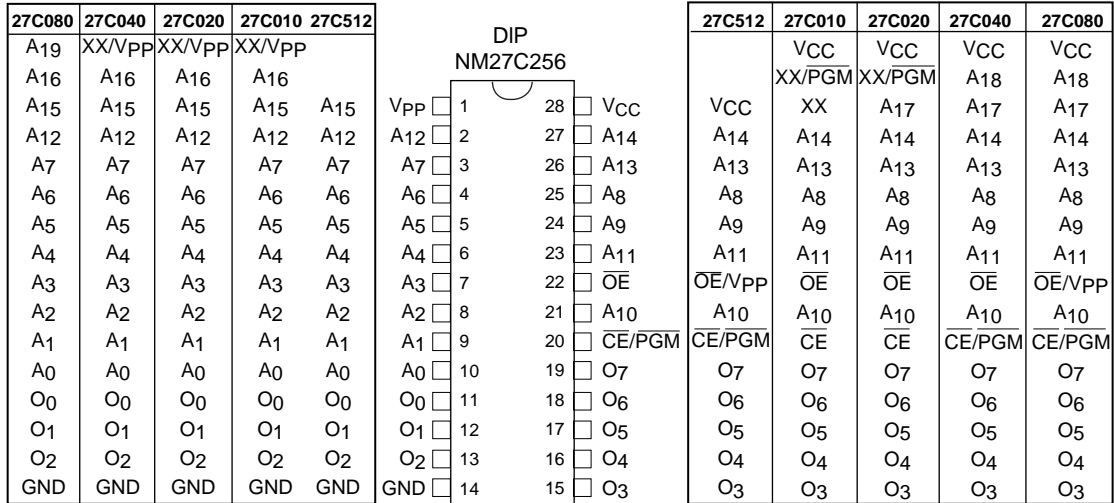 27C080 27C040 27C020 27C010 27C512 DIP 27C512 27C010 27C020 27C040 27C080
A19 XX/VPP XX/VPP XX/VPP NM27C256 VCC VCC VCC VCC
A16 A16 A16 A16 XX/PGM XX/PGM A18 A18
A15 A15 A15 A15 A15 VPP 1 28 VCC VCC XX A17 A17 A17
A12 A12 A12 A12 A12 A12 2 27 A14 A14 A14 A14 A14 A14
A7 A7 A7 A7 A7 A7 3 26 A13 A13 A13 A13 A13 A13
A6 A6 A6 A6 A6 A6 4 25 A8 A8 A8 A8 A8 A8
A5 A5 A5 A5 A5 A5 5 24 A9 A9 A9 A9 A9 A9
A4 A4 A4 A4 A4 A4 6 23 A11 A11 A11 A11 A11 A11
A3 A3 A3 A3 A3 A3 7 22 OE OE/VPP OE OE OE OE/VPP
A2 A2 A2 A2 A2 A2 8 21 A10 A10 A10 A10 A10 A10
A1 A1 A1 A1 A1 A1 9 20 CE/PGM CE/PGM CE CE CE/PGM CE/PGM
A0 A0 A0 A0 A0 A0 10 19 O7 O7 O7 O7 O7 O7
O0 O0 O0 O0 O0 O0 11 18 O6 O6 O6 O6 O6 O6
O1 O1 O1 O1 O1 O1 12 17 O5 O5 O5 O5 O5 O5
O2 O2 O2 O2 O2 O2 13 16 O4 O4 O4 O4 O4 O4
GND GND GND GND GND GND 14 15 O3 O3 O3 O3 O3 O3